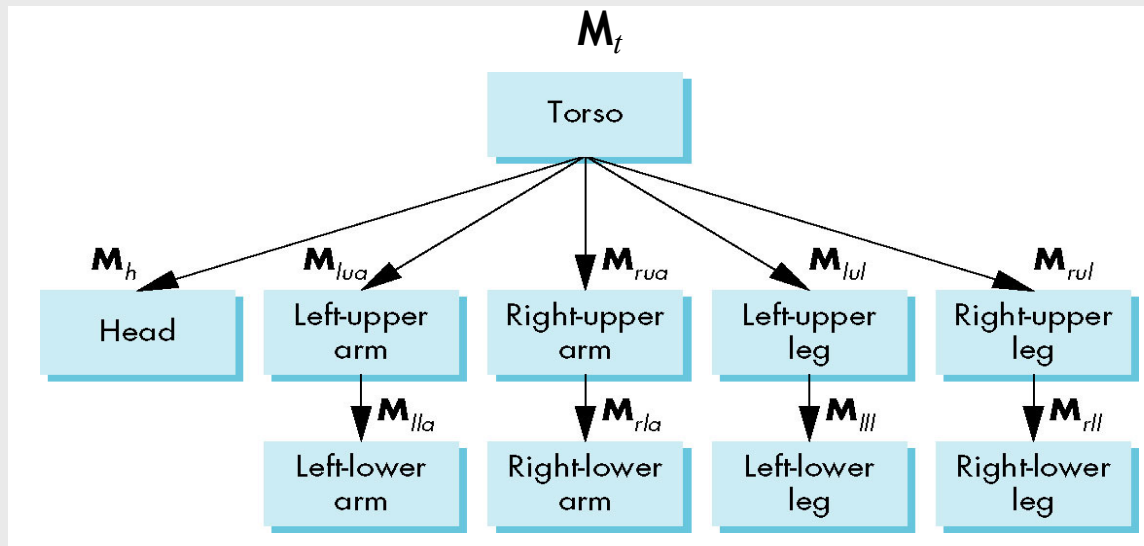 M_t
Torso
M_h
M_lua
M_rua
M_lul
M_rul
Head
Left-upper
arm
Right-upper
arm
Left-upper
leg
Right-upper
leg
M_lla
M_rla
M_lll
M_rll
Left-lower
arm
Right-lower
arm
Left-lower
leg
Right-lower
leg